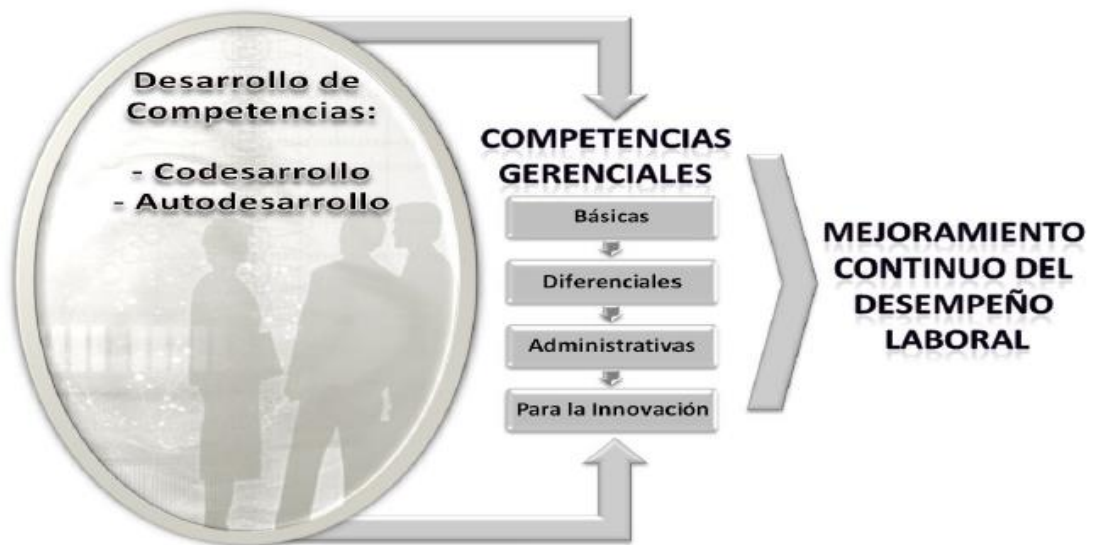 Desarrollo de
Competencias:
- Codesarrollo
- Autodesarrollo
COMPETENCIAS
GERENCIALES
Básicas
Diferenciales
Administrativas
Para la Innovación
MEJORAMIENTO
CONTINUO DEL
DESEMPEÑO
LABORAL